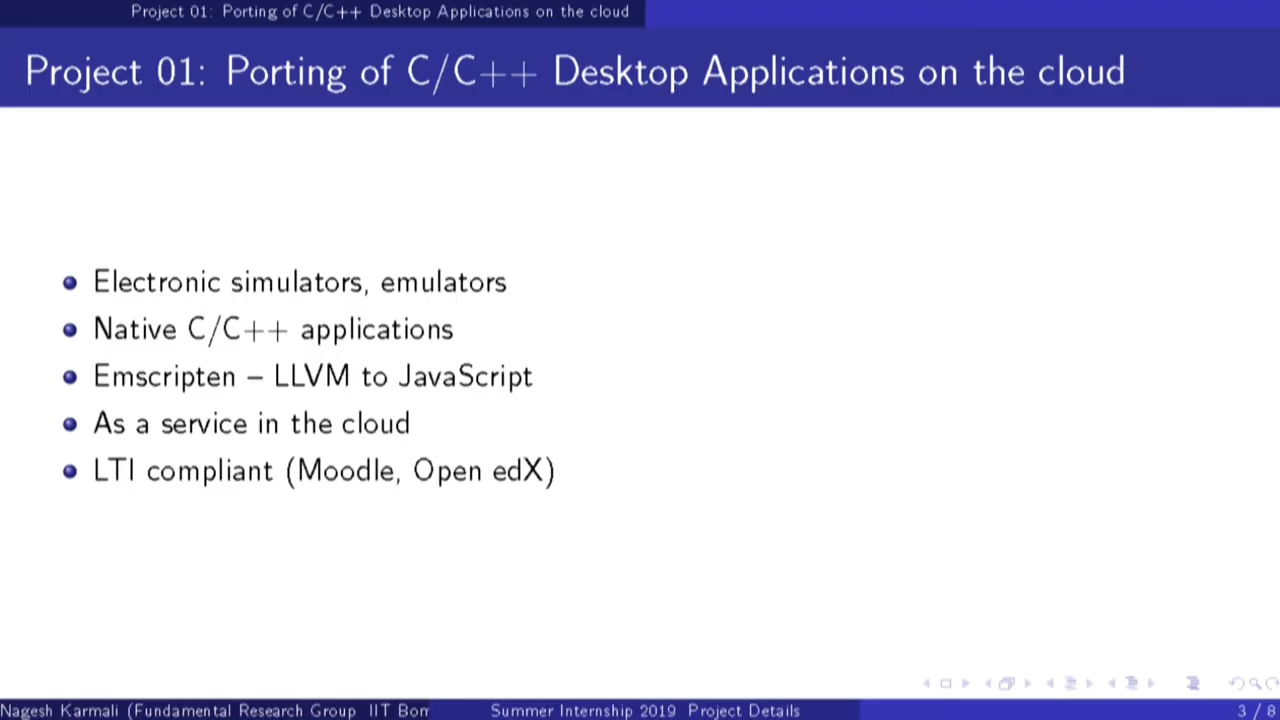 Project 01: Porting of C/C++ Desktop Applications on the cloud
Project 01: Porting of C/C++ Desktop Applications on the cloud
Electronic simulators, emulators
Native C/C++ applications
Emscripten – LLVM to JavaScript
As a service in the cloud
LTI compliant (Moodle, Open edX)
Nagesh Karmali (Fundamental Research Group IIT Bom
Summer Internship 2019 Project Details
3 / 8